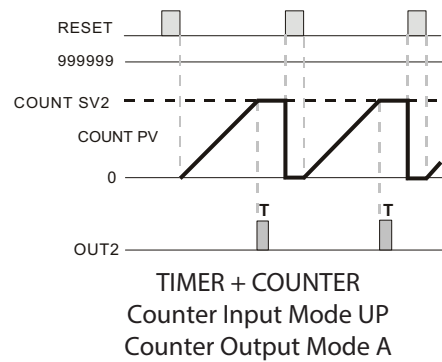 RESET
999999
COUNT SV2
COUNT PV
0
T T
OUT2
TIMER + COUNTER
Counter Input Mode UP
Counter Output Mode A